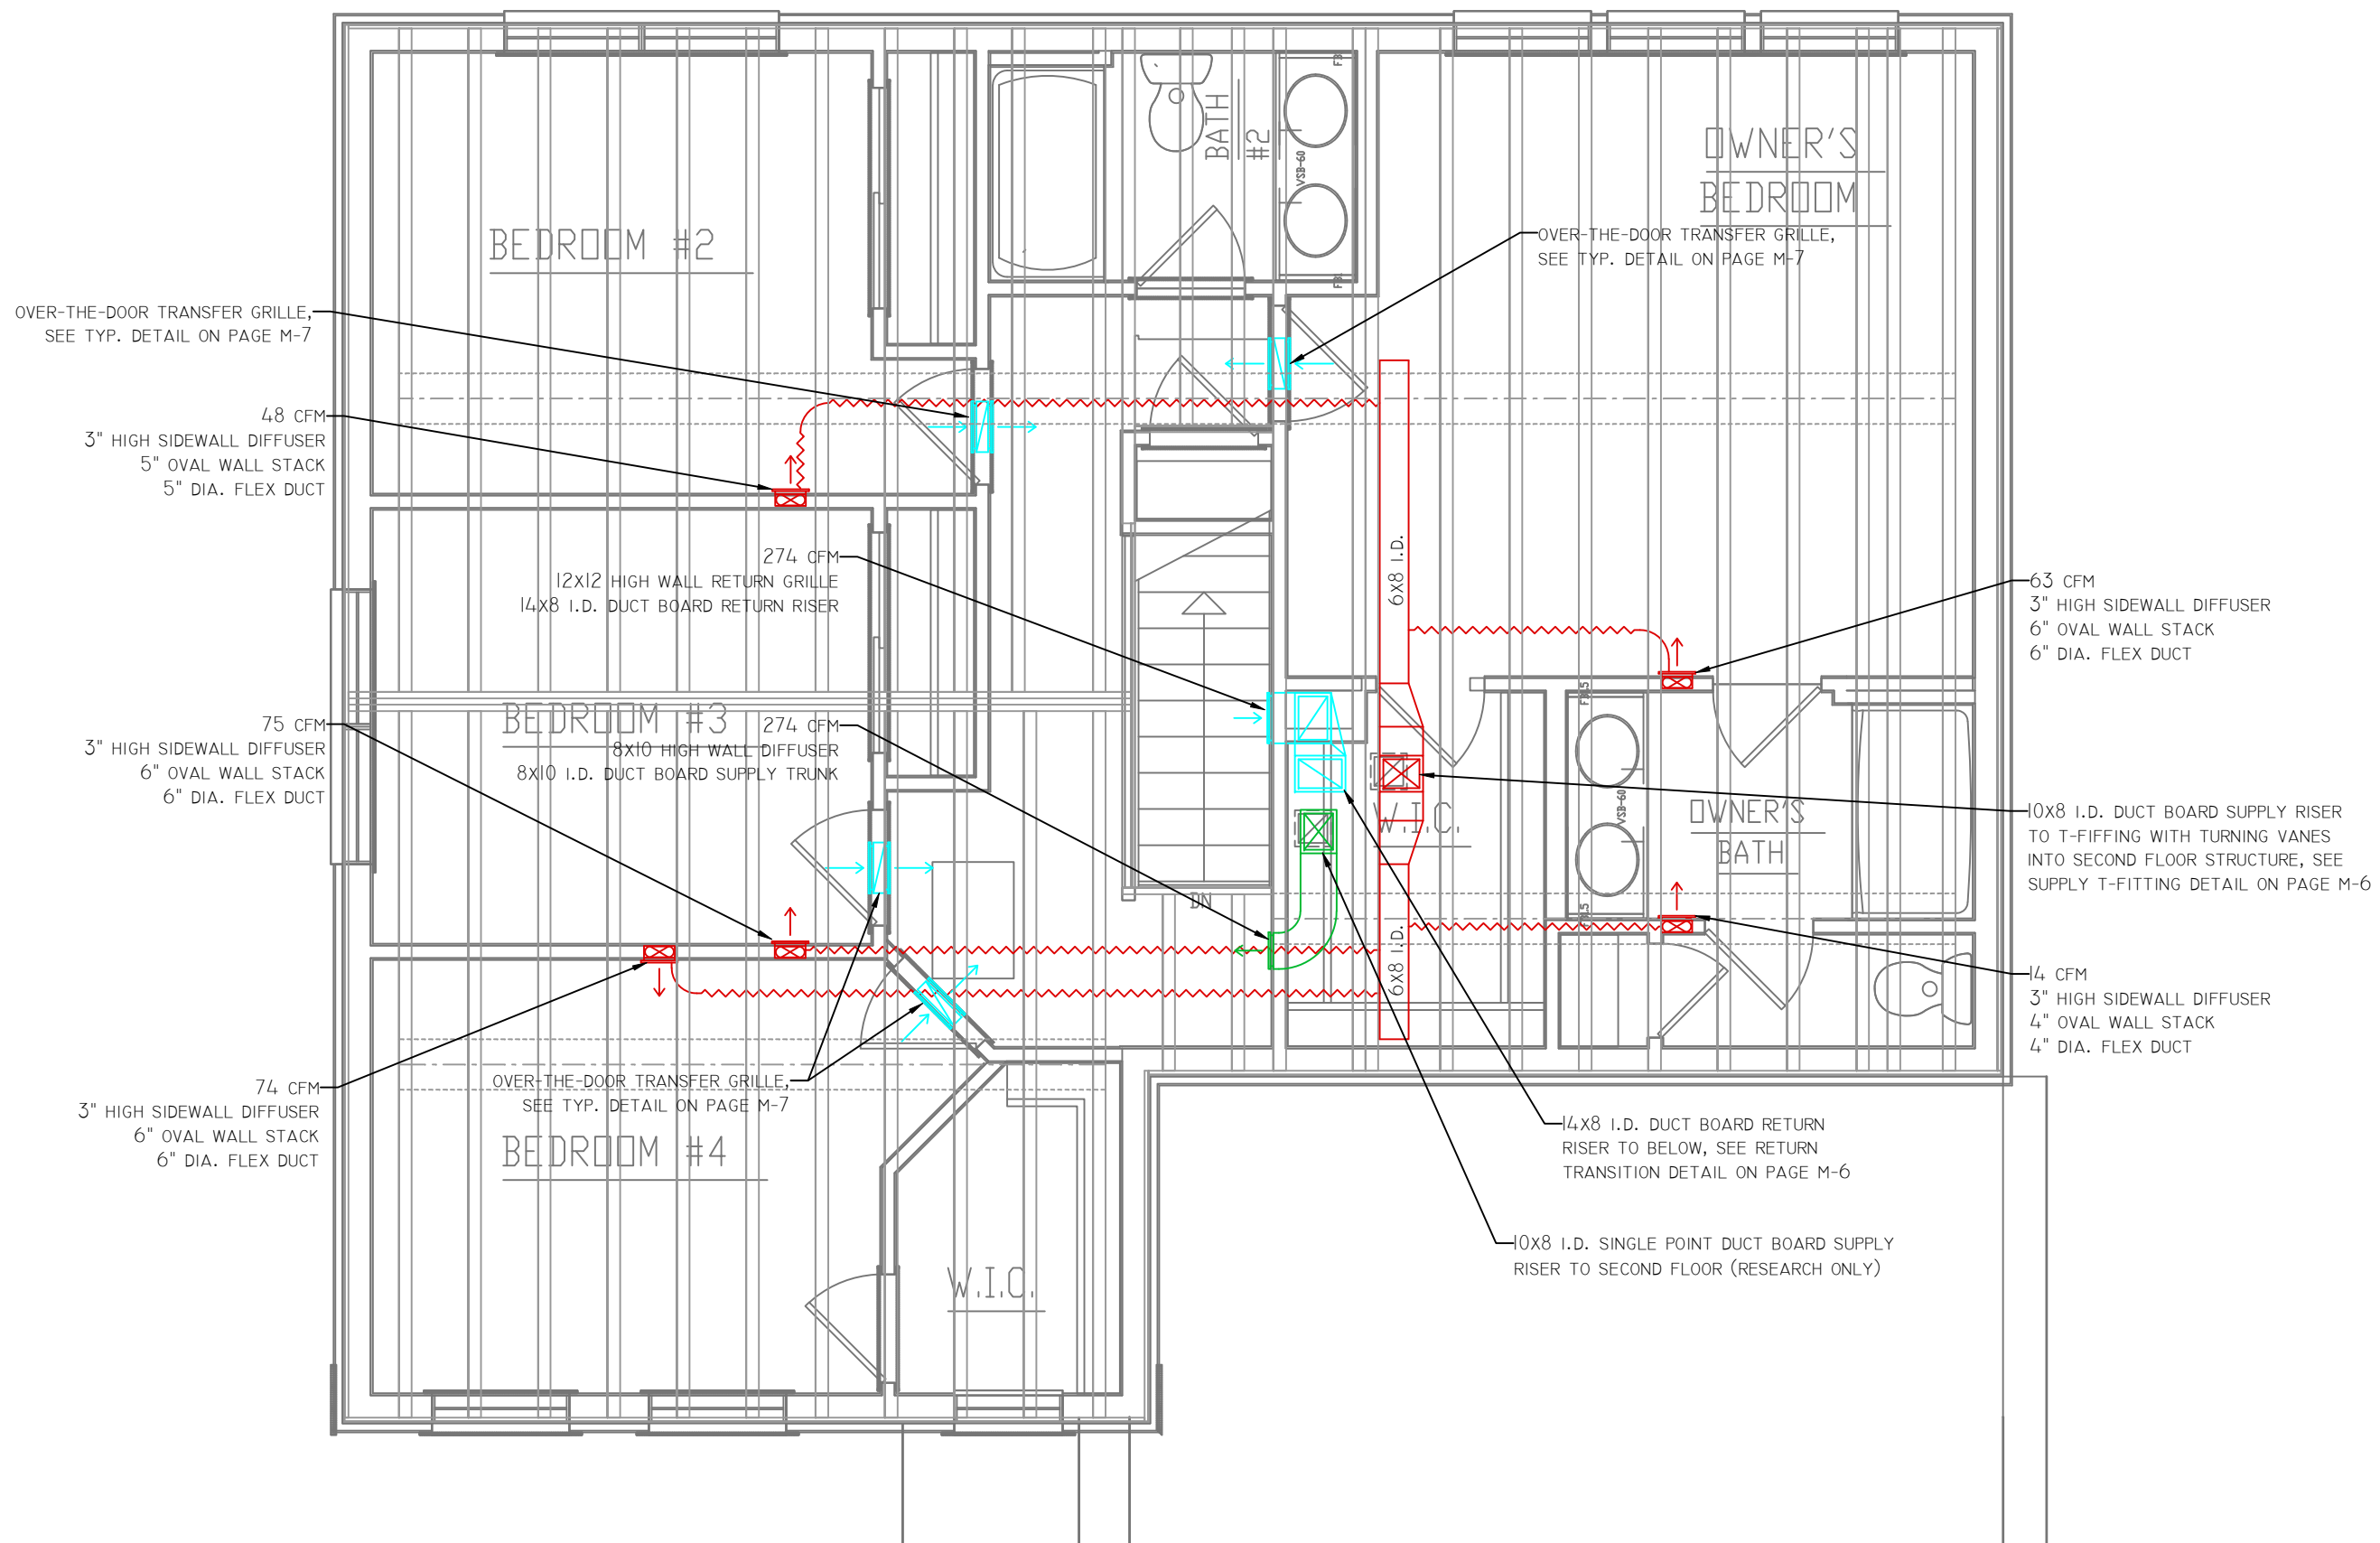 BATH
#2
VSB-60
F3
F3
OWNER'S
BEDROOM
BEDROOM #2
OVER-THE-DOOR TRANSFER GRILLE,
SEE TYP. DETAIL ON PAGE M-7
OVER-THE-DOOR TRANSFER GRILLE,
SEE TYP. DETAIL ON PAGE M-7
48 CFM
3" HIGH SIDEWALL DIFFUSER
5" OVAL WALL STACK
5" DIA. FLEX DUCT
274 CFM
12X12 HIGH WALL RETURN GRILLE
14X8 I.D. DUCT BOARD RETURN RISER
6X8 I.D.
63 CFM
3" HIGH SIDEWALL DIFFUSER
6" OVAL WALL STACK
6" DIA. FLEX DUCT
BEDROOM #3
75 CFM
3" HIGH SIDEWALL DIFFUSER
6" OVAL WALL STACK
6" DIA. FLEX DUCT
274 CFM
8X10 HIGH WALL DIFFUSER
8X10 I.D. DUCT BOARD SUPPLY TRUNK
W.I.C.
VSB-60
OWNER'S
BATH
10X8 I.D. DUCT BOARD SUPPLY RISER
TO T-FIFFING WITH TURNING VANES
INTO SECOND FLOOR STRUCTURE, SEE
SUPPLY T-FITTING DETAIL ON PAGE M-6
DN
6X8 I.D.
14 CFM
3" HIGH SIDEWALL DIFFUSER
4" OVAL WALL STACK
4" DIA. FLEX DUCT
74 CFM
3" HIGH SIDEWALL DIFFUSER
6" OVAL WALL STACK
6" DIA. FLEX DUCT
OVER-THE-DOOR TRANSFER GRILLE,
SEE TYP. DETAIL ON PAGE M-7
BEDROOM #4
14X8 I.D. DUCT BOARD RETURN
RISER TO BELOW, SEE RETURN
TRANSITION DETAIL ON PAGE M-6
10X8 I.D. SINGLE POINT DUCT BOARD SUPPLY
RISER TO SECOND FLOOR (RESEARCH ONLY)
W.I.C.